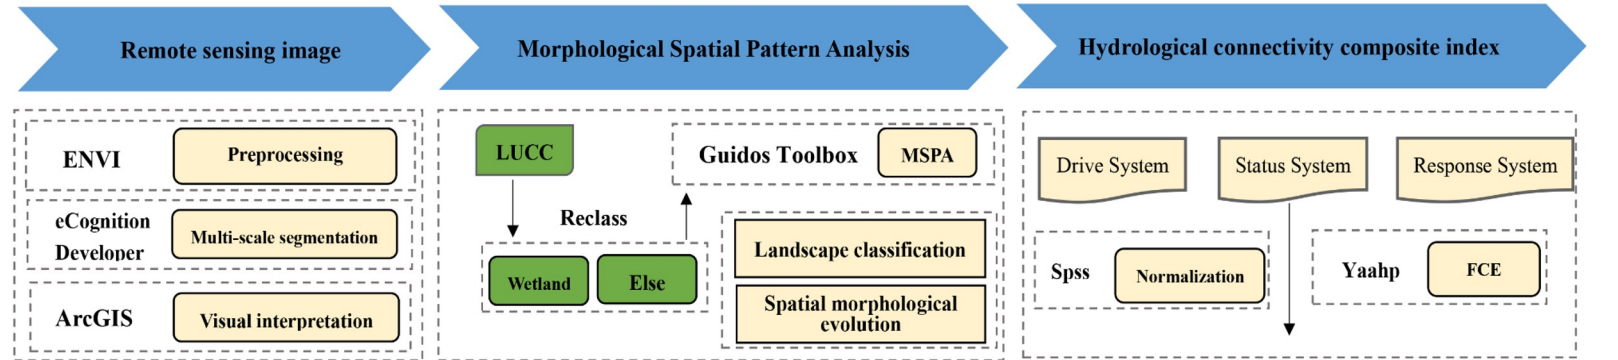 Remote sensing image
Morphological Spatial Pattern Analysis
Hydrological connectivity composite index
ENVI
Preprocessing
eCognition
Developer
Multi-scale segmentation
ArcGIS
Visual interpretation
LUCC
Guidos Toolbox
MSPA
Reclass
Wetland
Else
Landscape classification
Spatial morphological
evolution
Drive System
Status System
Response System
Spss
Normalization
Yaahp
FCE